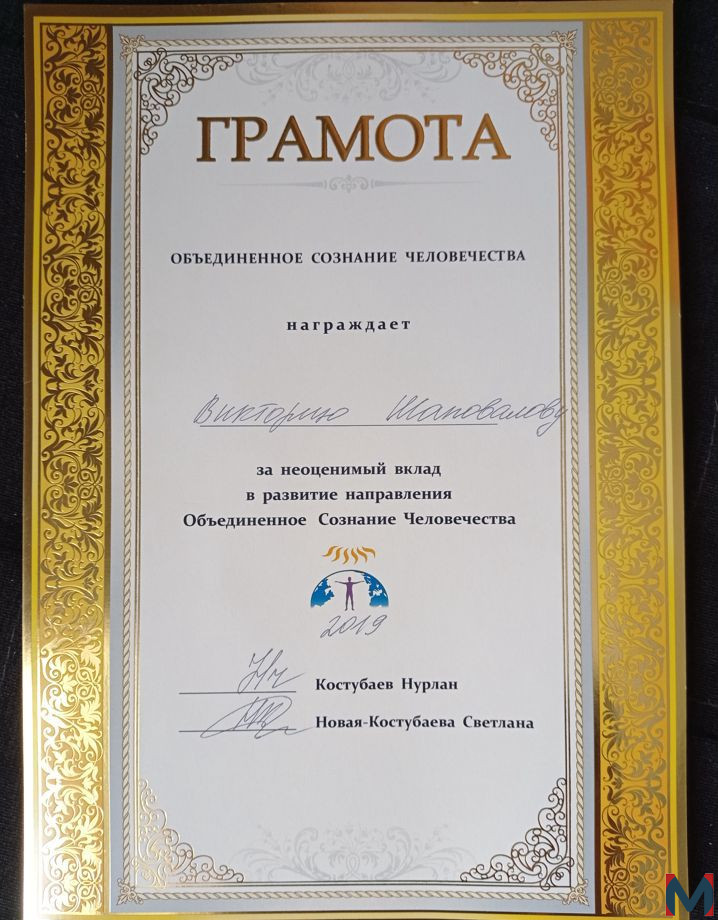 ГРАМОТА
ОБЪЕДИНЕННОЕ СОЗНАНИЕ ЧЕЛОВЕЧЕСТВА
награждает
Викторию Шаповалову
за неоценимый вклад
в развитие направления
Объединенное Сознание Человечества
2019
Костубаев Нурлан
Новая-Костубаева Светлана
M